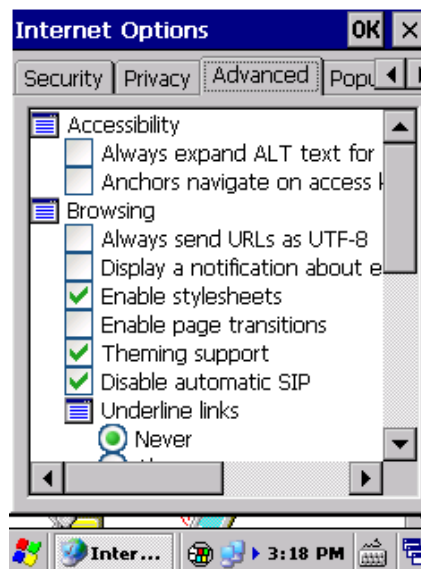 Internet Options OK ×
Security Privacy Advanced Popu
Accessibility
Always expand ALT text for
Anchors navigate on access k
Browsing
Always send URLs as UTF-8
Display a notification about e
Enable stylesheets
Enable page transitions
Theming support
Disable automatic SIP
Underline links
Never
Inter... 3:18 PM